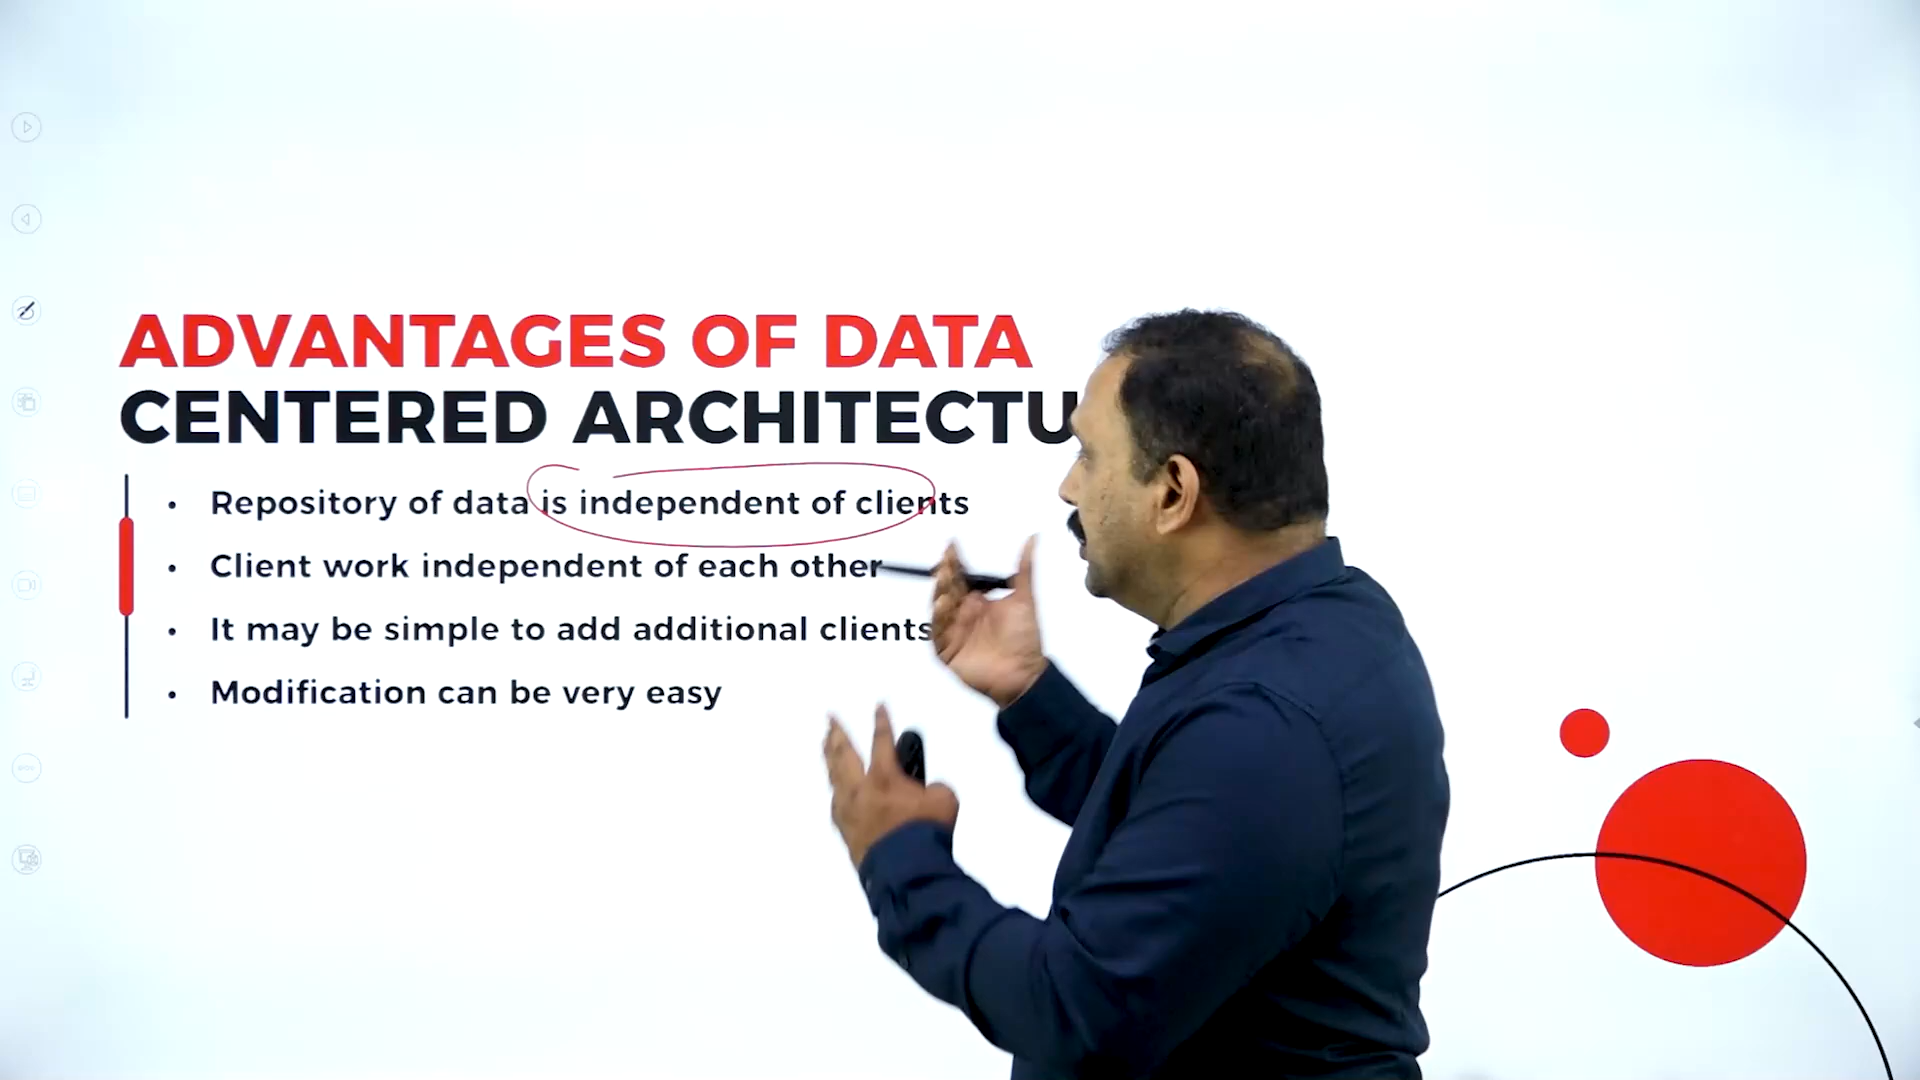 ADVANTAGES OF DATA
CENTERED ARCHITECTU
• Repository of data is independent of clients
• Client work independent of each other
• It may be simple to add additional clients
• Modification can be very easy